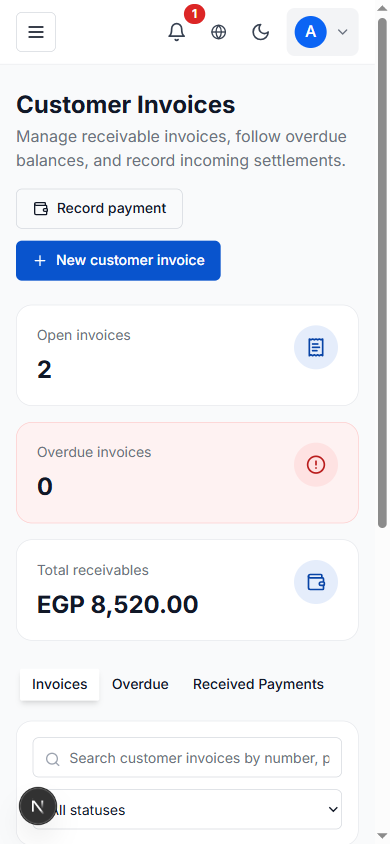 1
A
Customer Invoices
Manage receivable invoices, follow overdue
balances, and record incoming settlements.
Record payment
New customer invoice
Open invoices
2
Overdue invoices
0
Total receivables
EGP 8,520.00
Invoices Overdue Received Payments
Search customer invoices by number, p
N
ll statuses